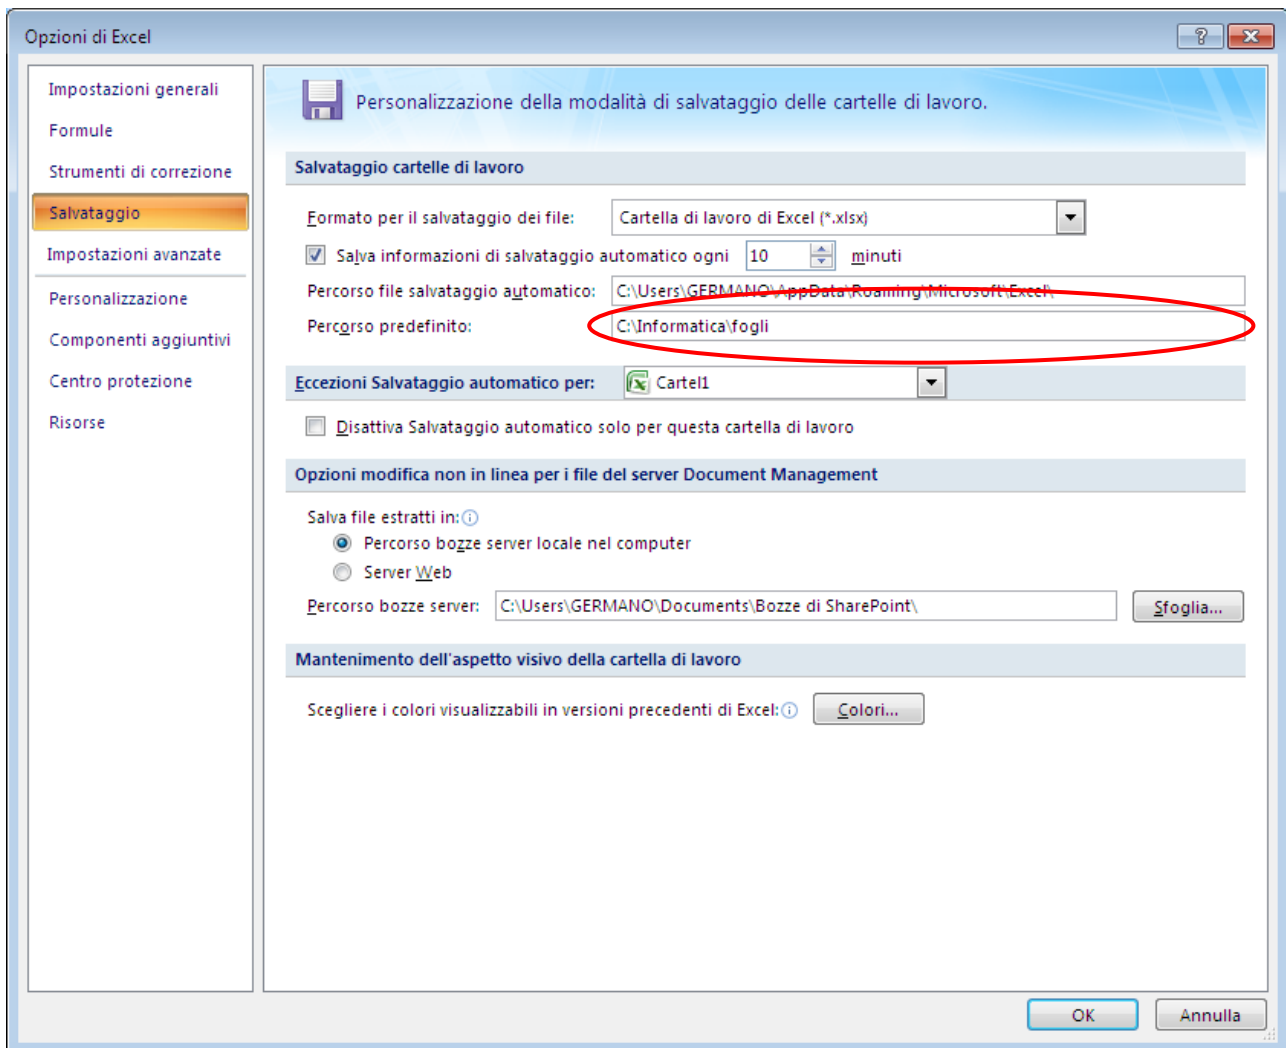 Opzioni di Excel
Impostazioni generali
Formule
Strumenti di correzione
Salvataggio
Impostazioni avanzate
Personalizzazione
Componenti aggiuntivi
Centro protezione
Risorse
Personalizzazione della modalità di salvataggio delle cartelle di lavoro.
Salvataggio cartelle di lavoro
Formato per il salvataggio dei file: Cartella di lavoro di Excel (*.xlsx)
Salva informazioni di salvataggio automatico ogni 10 minuti
Percorso file salvataggio automatico: C:\Users\GERMANO\AppData\Roaming\Microsoft\Excel\
Percorso predefinito: C:\Informatica\fogli
Eccezioni Salvataggio automatico per: Cartel1
Disattiva Salvataggio automatico solo per questa cartella di lavoro
Opzioni modifica non in linea per i file del server Document Management
Salva file estratti in:
Percorso bozze server locale nel computer
Server Web
Percorso bozze server: C:\Users\GERMANO\Documents\Bozze di SharePoint\ Sfoglia...
Mantenimento dell'aspetto visivo della cartella di lavoro
Scegliere i colori visualizzabili in versioni precedenti di Excel: Colori...
OK Annulla